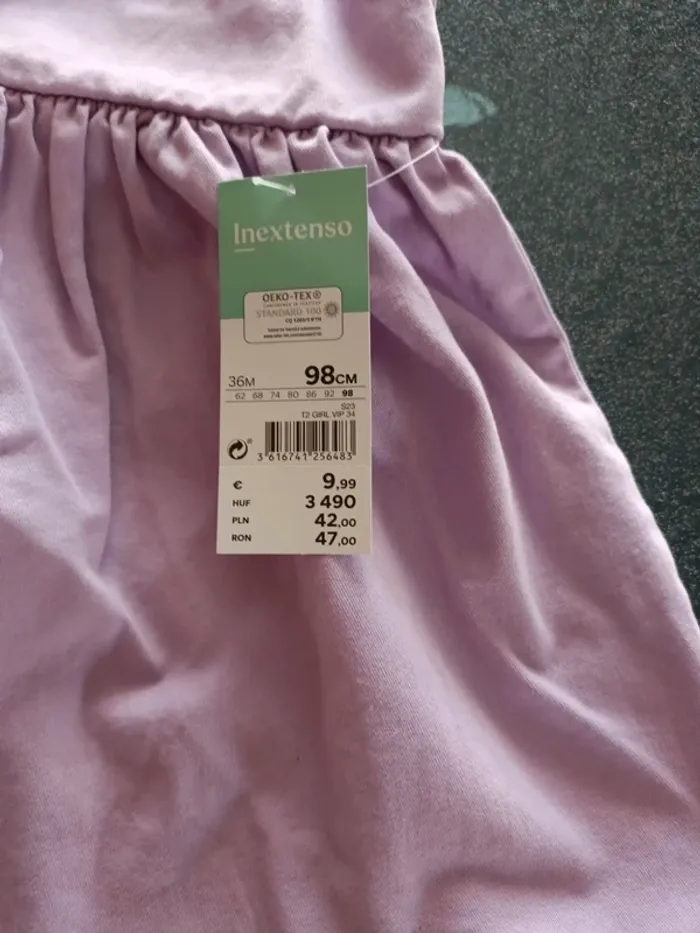 Inextenso
OEKO-TEX®
STANDARD 100
36M 98CM
62 68 74 80 86 92 98
S23
T2 GIRL VIP 34
3 616741 256483
€ 9,99
HUF 3 490
PLN 42,00
RON 47,00